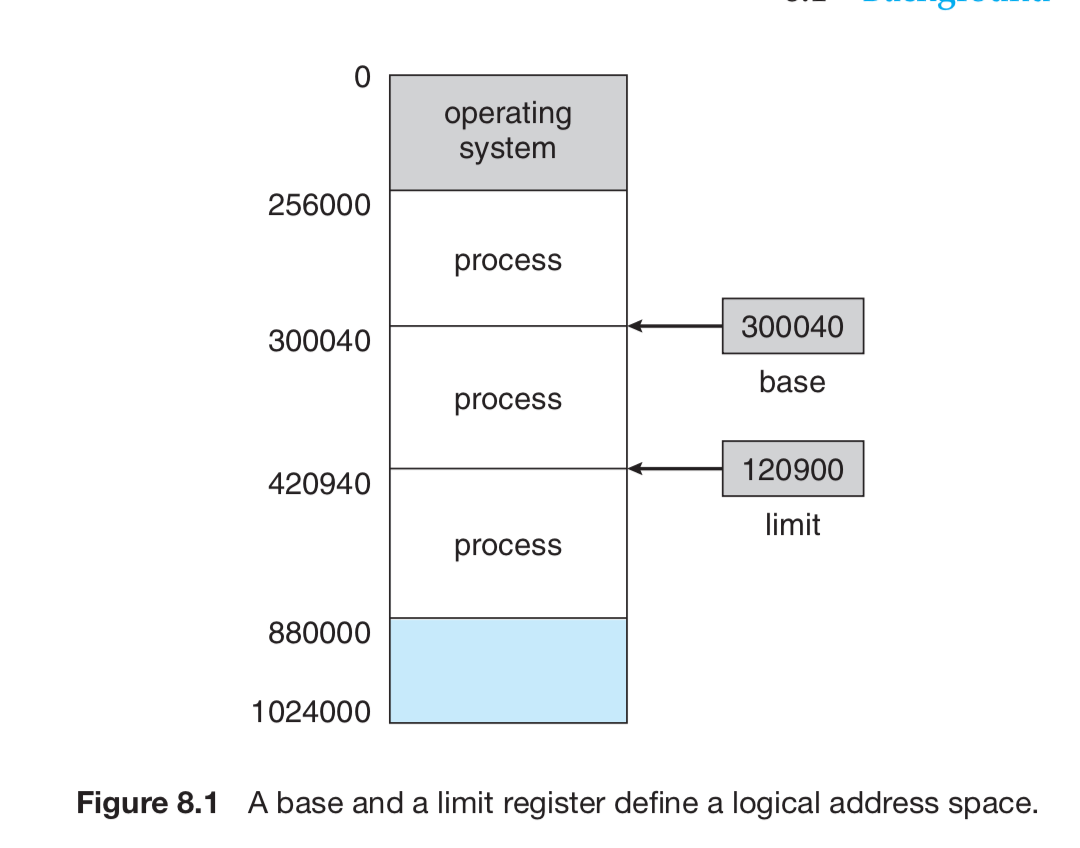 0
operating
system
256000
process
300040
300040
base
process
120900
420940
limit
process
880000
1024000
Figure 8.1 A base and a limit register define a logical address space.